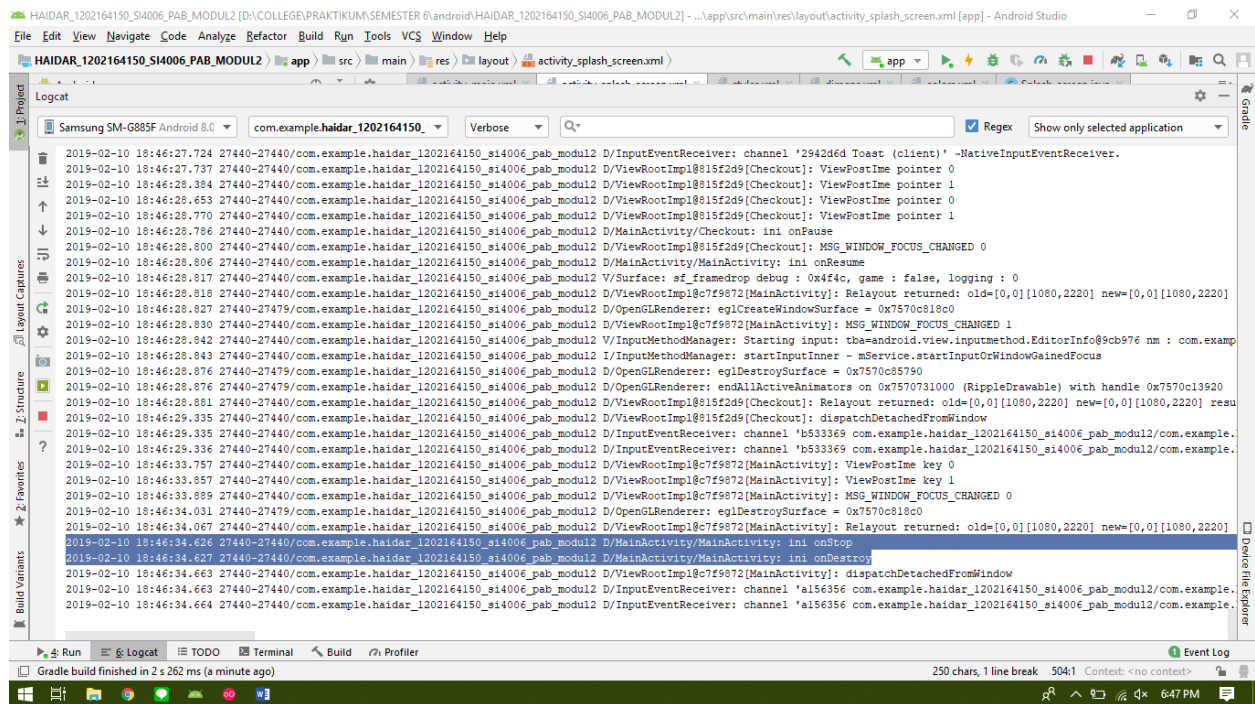 HAIDAR_1202164150_SI4006_PAB_MODUL2 [D:\COLLEGE\PRAKTIKUM\SEMESTER 6\android\HAIDAR_1202164150_SI4006_PAB_MODUL2] - ...\app\src\main\res\layout\activity_splash_screen.xml [app] - Android Studio
File Edit View Navigate Code Analyze Refactor Build Run Tools VCS Window Help
HAIDAR_1202164150_SI4006_PAB_MODUL2 app src main res layout activity_splash_screen.xml app
1: Project
Logcat
Gradle
Samsung SM-G885F Android 8.0 com.example.haidar_1202164150_ Verbose Regex Show only selected application
2019-02-10 18:46:27.724 27440-27440/com.example.haidar_1202164150_si4006_pab_modul2 D/InputEventReceiver: channel '2942d6d Toast (client)' ~NativeInputEventReceiver.
2019-02-10 18:46:27.737 27440-27440/com.example.haidar_1202164150_si4006_pab_modul2 D/ViewRootImpl@815f2d9[Checkout]: ViewPostIme pointer 0
2019-02-10 18:46:28.384 27440-27440/com.example.haidar_1202164150_si4006_pab_modul2 D/ViewRootImpl@815f2d9[Checkout]: ViewPostIme pointer 1
2019-02-10 18:46:28.653 27440-27440/com.example.haidar_1202164150_si4006_pab_modul2 D/ViewRootImpl@815f2d9[Checkout]: ViewPostIme pointer 0
2019-02-10 18:46:28.770 27440-27440/com.example.haidar_1202164150_si4006_pab_modul2 D/ViewRootImpl@815f2d9[Checkout]: ViewPostIme pointer 1
2019-02-10 18:46:28.786 27440-27440/com.example.haidar_1202164150_si4006_pab_modul2 D/MainActivity/Checkout: ini onPause
2019-02-10 18:46:28.800 27440-27440/com.example.haidar_1202164150_si4006_pab_modul2 D/ViewRootImpl@815f2d9[Checkout]: MSG_WINDOW_FOCUS_CHANGED 0
2019-02-10 18:46:28.806 27440-27440/com.example.haidar_1202164150_si4006_pab_modul2 D/MainActivity/MainActivity: ini onResume
2019-02-10 18:46:28.817 27440-27440/com.example.haidar_1202164150_si4006_pab_modul2 V/Surface: sf_framedrop debug : 0x4f4c, game : false, logging : 0
2019-02-10 18:46:28.818 27440-27440/com.example.haidar_1202164150_si4006_pab_modul2 D/ViewRootImpl@c7f9872[MainActivity]: Relayout returned: old=[0,0][1080,2220] new=[0,0][1080,2220]
2019-02-10 18:46:28.827 27440-27479/com.example.haidar_1202164150_si4006_pab_modul2 D/OpenGLRenderer: eglCreateWindowSurface = 0x7570c818c0
2019-02-10 18:46:28.830 27440-27440/com.example.haidar_1202164150_si4006_pab_modul2 D/ViewRootImpl@c7f9872[MainActivity]: MSG_WINDOW_FOCUS_CHANGED 1
2019-02-10 18:46:28.842 27440-27440/com.example.haidar_1202164150_si4006_pab_modul2 V/InputMethodManager: Starting input: tba=android.view.inputmethod.EditorInfo@9cb976 nm : com.examp
2019-02-10 18:46:28.843 27440-27440/com.example.haidar_1202164150_si4006_pab_modul2 I/InputMethodManager: startInputInner - mService.startInputOrWindowGainedFocus
2019-02-10 18:46:28.876 27440-27479/com.example.haidar_1202164150_si4006_pab_modul2 D/OpenGLRenderer: eglDestroySurface = 0x7570c85790
2019-02-10 18:46:28.876 27440-27479/com.example.haidar_1202164150_si4006_pab_modul2 D/OpenGLRenderer: endAllActiveAnimators on 0x7570731000 (RippleDrawable) with handle 0x7570c13920
2019-02-10 18:46:28.881 27440-27440/com.example.haidar_1202164150_si4006_pab_modul2 D/ViewRootImpl@815f2d9[Checkout]: Relayout returned: old=[0,0][1080,2220] new=[0,0][1080,2220] resu
2019-02-10 18:46:29.335 27440-27440/com.example.haidar_1202164150_si4006_pab_modul2 D/ViewRootImpl@815f2d9[Checkout]: dispatchDetachedFromWindow
2019-02-10 18:46:29.335 27440-27440/com.example.haidar_1202164150_si4006_pab_modul2 D/InputEventReceiver: channel 'b533369 com.example.haidar_1202164150_si4006_pab_modul2/com.example.
2019-02-10 18:46:29.336 27440-27440/com.example.haidar_1202164150_si4006_pab_modul2 D/InputEventReceiver: channel 'b533369 com.example.haidar_1202164150_si4006_pab_modul2/com.example.
2019-02-10 18:46:33.757 27440-27440/com.example.haidar_1202164150_si4006_pab_modul2 D/ViewRootImpl@c7f9872[MainActivity]: ViewPostIme key 0
2019-02-10 18:46:33.857 27440-27440/com.example.haidar_1202164150_si4006_pab_modul2 D/ViewRootImpl@c7f9872[MainActivity]: ViewPostIme key 1
2019-02-10 18:46:33.889 27440-27440/com.example.haidar_1202164150_si4006_pab_modul2 D/ViewRootImpl@c7f9872[MainActivity]: MSG_WINDOW_FOCUS_CHANGED 0
2019-02-10 18:46:34.031 27440-27479/com.example.haidar_1202164150_si4006_pab_modul2 D/OpenGLRenderer: eglDestroySurface = 0x7570c818c0
2019-02-10 18:46:34.067 27440-27440/com.example.haidar_1202164150_si4006_pab_modul2 D/ViewRootImpl@c7f9872[MainActivity]: Relayout returned: old=[0,0][1080,2220] new=[0,0][1080,2220]
2019-02-10 18:46:34.626 27440-27440/com.example.haidar_1202164150_si4006_pab_modul2 D/MainActivity/MainActivity: ini onStop
2019-02-10 18:46:34.627 27440-27440/com.example.haidar_1202164150_si4006_pab_modul2 D/MainActivity/MainActivity: ini onDestroy
2019-02-10 18:46:34.663 27440-27440/com.example.haidar_1202164150_si4006_pab_modul2 D/ViewRootImpl@c7f9872[MainActivity]: dispatchDetachedFromWindow
2019-02-10 18:46:34.663 27440-27440/com.example.haidar_1202164150_si4006_pab_modul2 D/InputEventReceiver: channel 'a156356 com.example.haidar_1202164150_si4006_pab_modul2/com.example.
2019-02-10 18:46:34.664 27440-27440/com.example.haidar_1202164150_si4006_pab_modul2 D/InputEventReceiver: channel 'a156356 com.example.haidar_1202164150_si4006_pab_modul2/com.example.
Layout Captures
Z: Structure
2: Favorites
Build Variants
Device File Explorer
4: Run 6: Logcat TODO Terminal Build Profiler 1 Event Log
Gradle build finished in 2 s 262 ms (a minute ago) 250 chars, 1 line break 504:1 Context: <no context>
6:47 PM